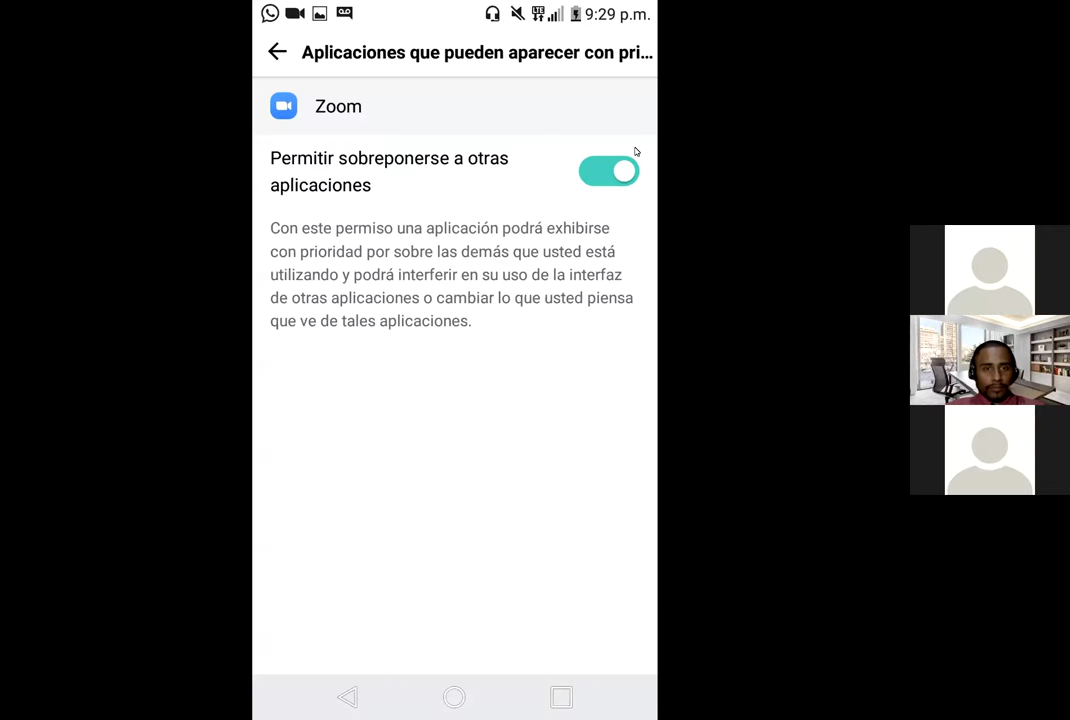 9:29 p.m.
Aplicaciones que pueden aparecer con pri...
Zoom
Permitir sobreponerse a otras
aplicaciones
Con este permiso una aplicación podrá exhibirse
con prioridad por sobre las demás que usted está
utilizando y podrá interferir en su uso de la interfaz
de otras aplicaciones o cambiar lo que usted piensa
que ve de tales aplicaciones.